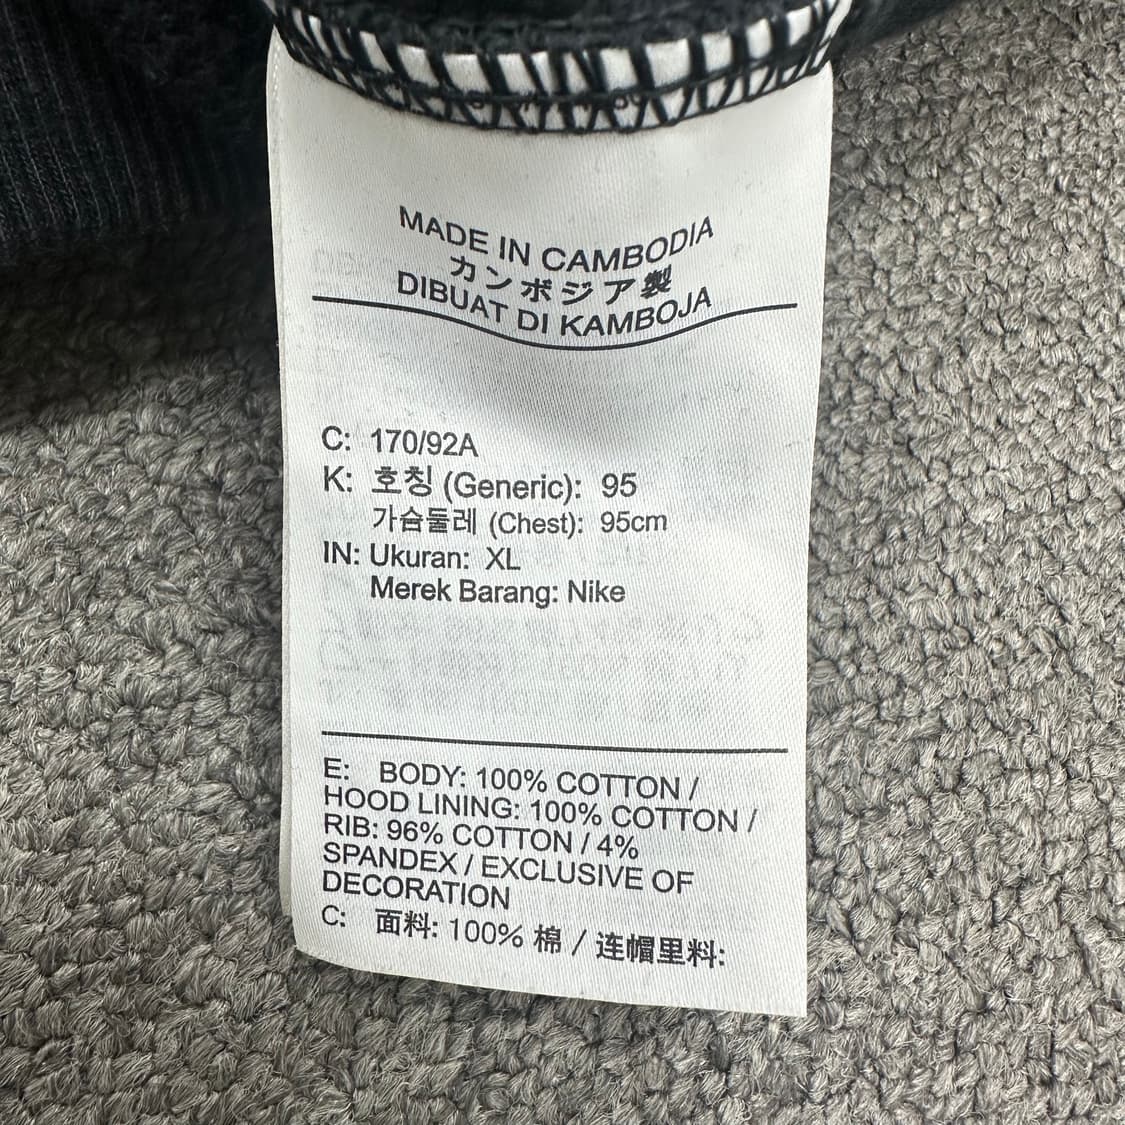 MADE IN CAMBODIA
カンボジア製
DIBUAT DI KAMBOJA
C: 170/92A
K: 호칭 (Generic): 95
가슴둘레 (Chest): 95cm
IN: Ukuran: XL
Merek Barang: Nike
E: BODY: 100% COTTON /
HOOD LINING: 100% COTTON /
RIB: 96% COTTON / 4%
SPANDEX / EXCLUSIVE OF
DECORATION
C: 面料: 100% 棉 / 连帽里料: